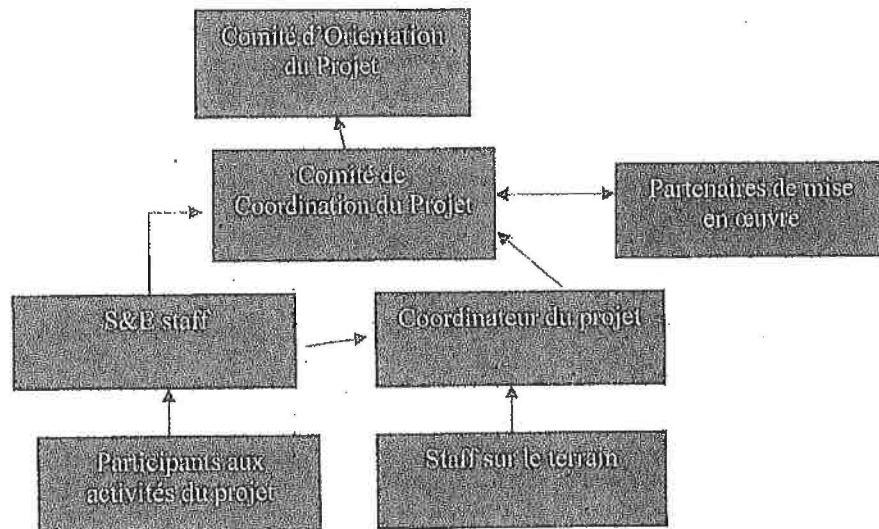 Comité d'Orientation
du Projet
Comité de
Coordination du Projet
Partenaires de mise
en œuvre
S&E staff
Coordinateur du projet
Participants aux
activités du projet
Staff sur le terrain